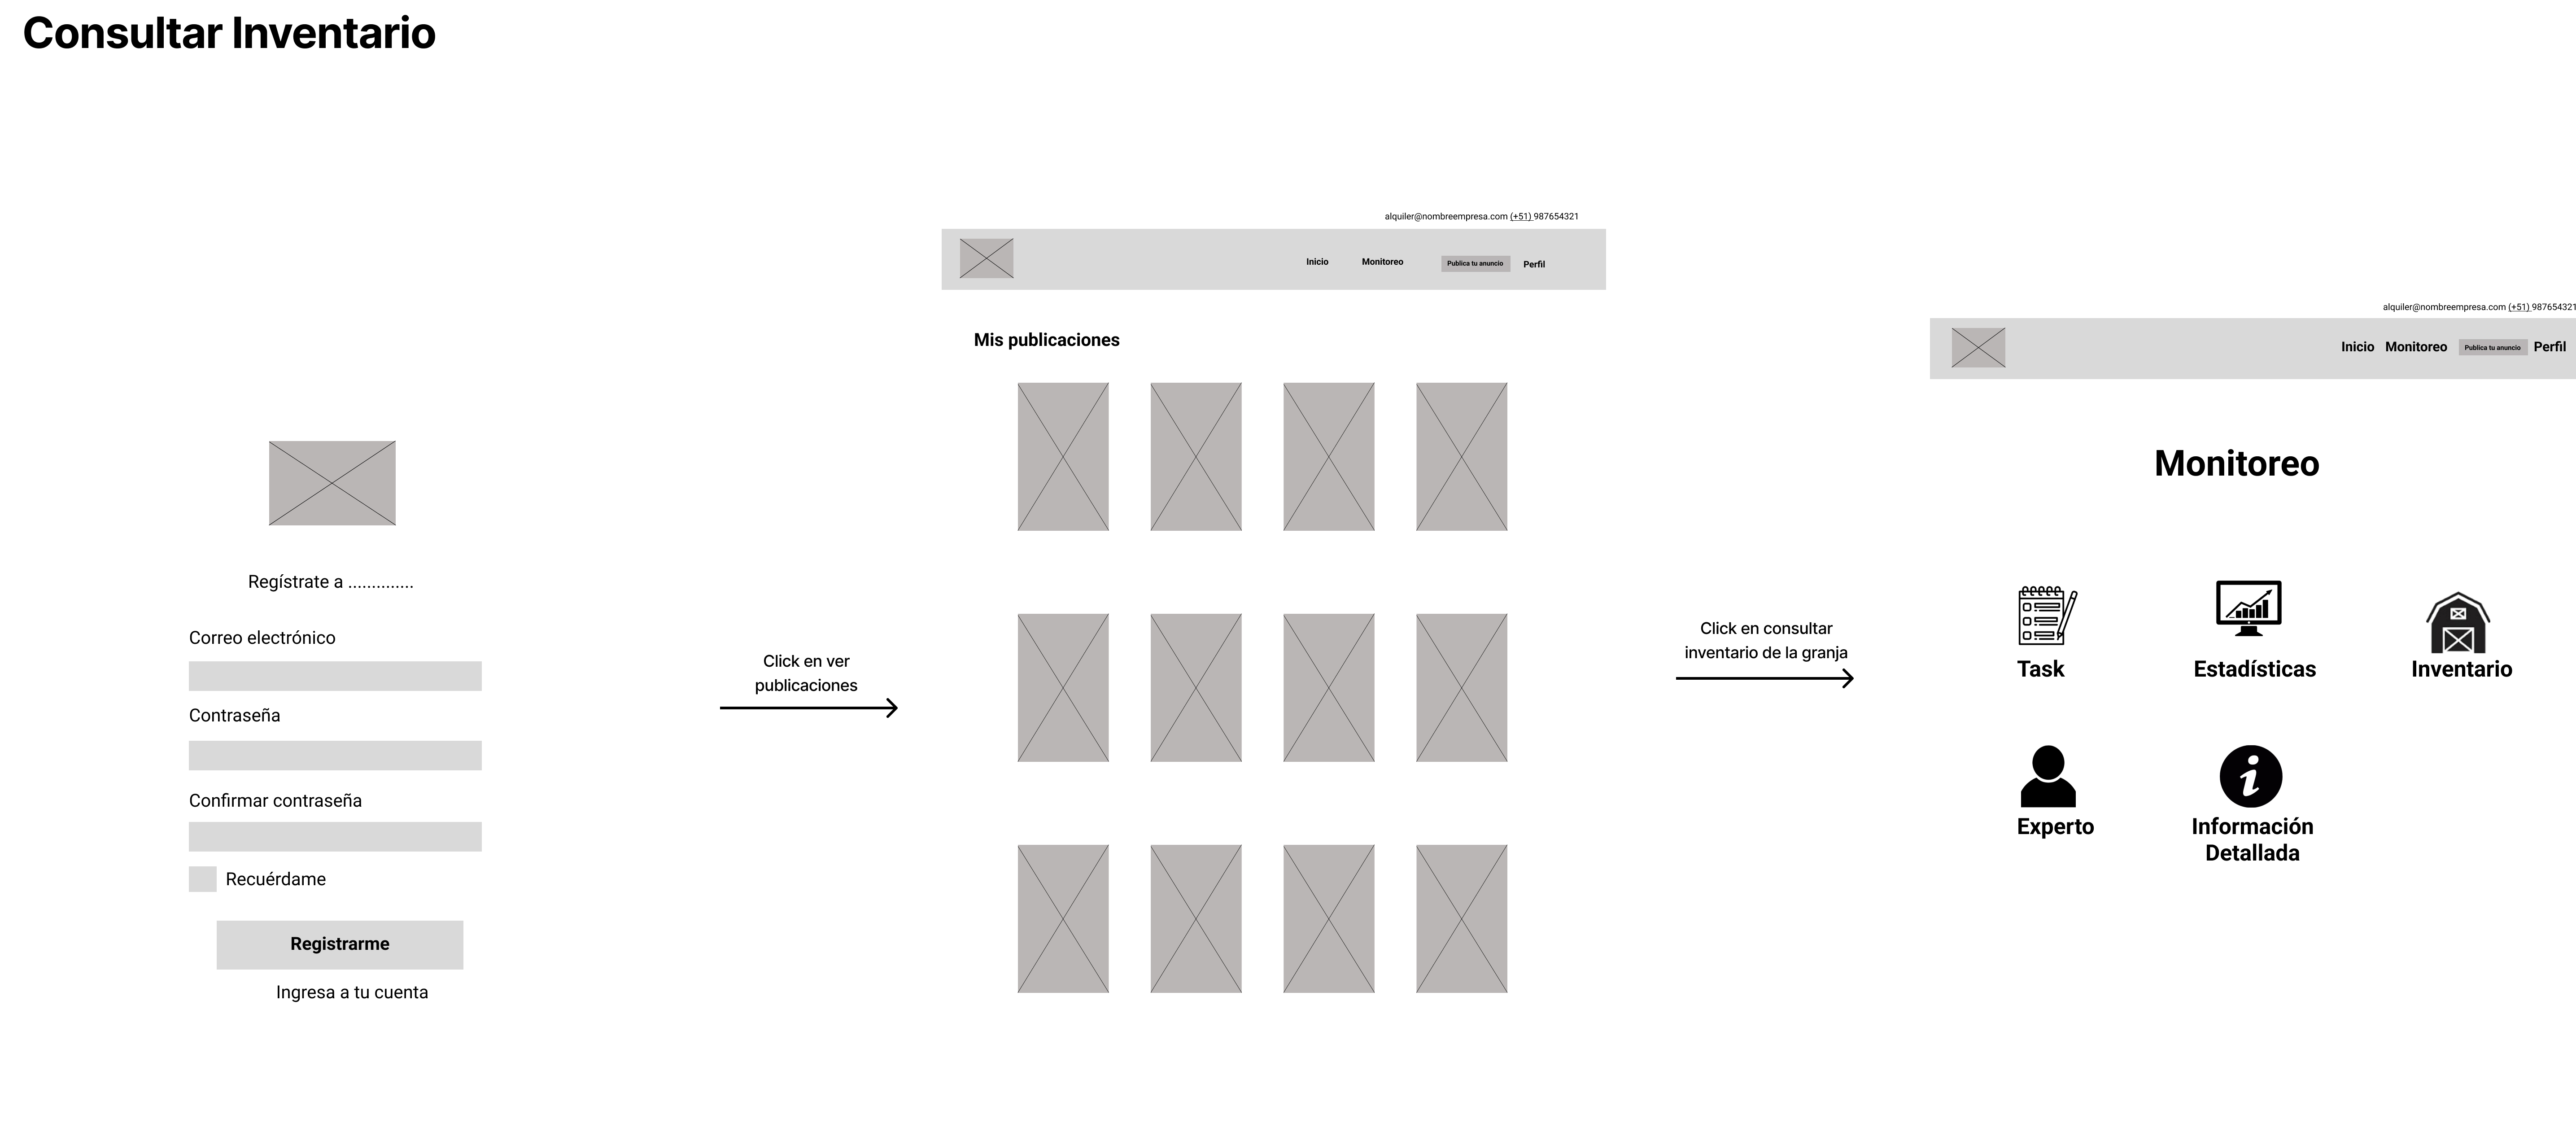 Consultar Inventario
Regístrate a ..............
Correo electrónico
Contraseña
Confirmar contraseña
Recuérdame
Registrarme
Ingresa a tu cuenta
Click en ver
publicaciones
alquiler@nombreempresa.com (+51) 987654321
Inicio Monitoreo Publica tu anuncio Perfil
Mis publicaciones
Click en consultar
inventario de la granja
alquiler@nombreempresa.com (+51) 987654321
Inicio Monitoreo Publica tu anuncio Perfil
Monitoreo
Task Estadísticas Inventario
Experto Información
Detallada